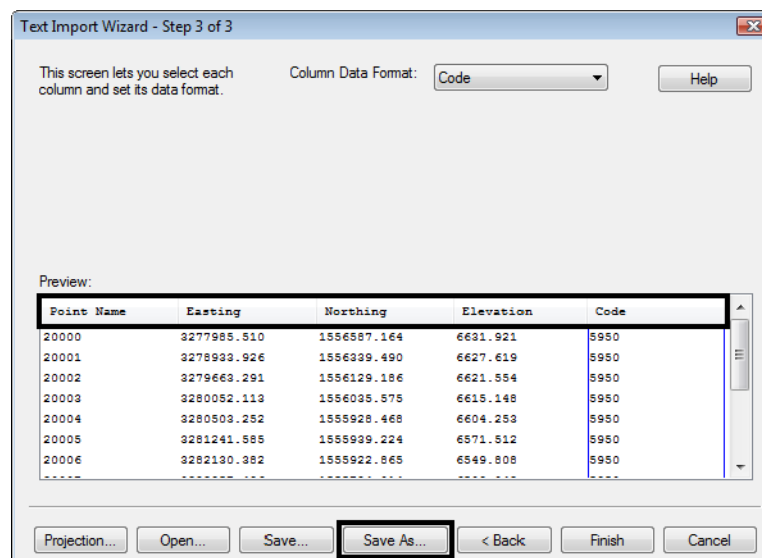 Text Import Wizard - Step 3 of 3
This screen lets you select each
column and set its data format.
Column Data Format:
Code
Help
Preview:
Point Name Easting Northing Elevation Code
20000 3277985.510 1556587.164 6631.921 5950
20001 3278933.926 1556339.490 6627.619 5950
20002 3279663.291 1556129.186 6621.554 5950
20003 3280052.113 1556035.575 6615.148 5950
20004 3280503.252 1555928.468 6604.253 5950
20005 3281241.585 1555939.224 6571.512 5950
20006 3282130.382 1555922.865 6549.808 5950
Projection... Open... Save... Save As... < Back Finish Cancel